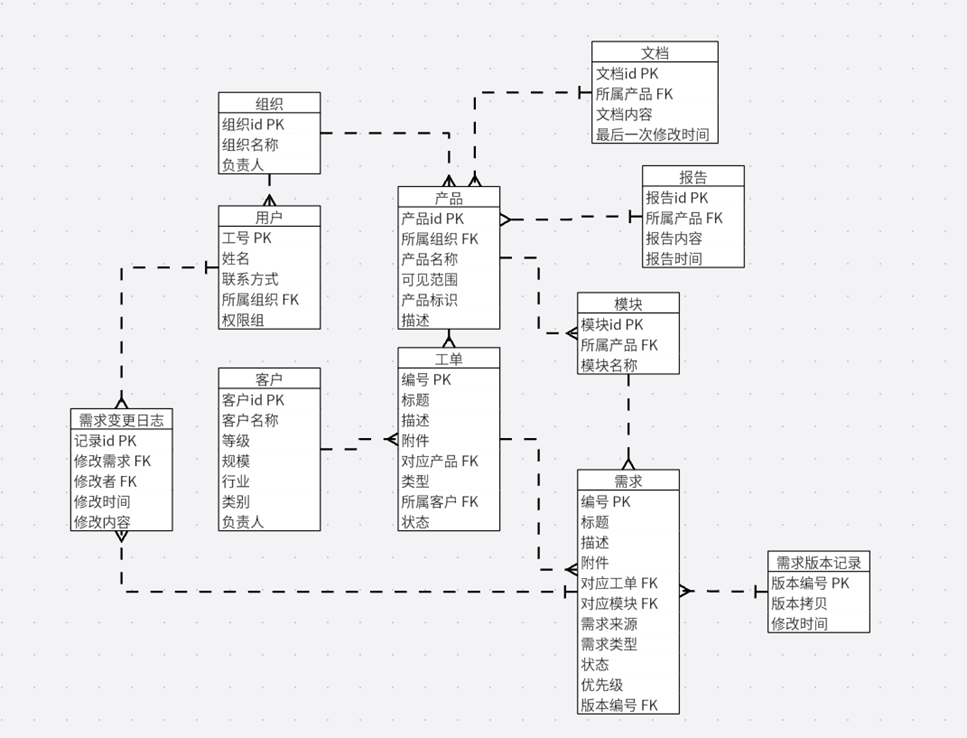 文档
文档id PK
所属产品 FK
文档内容
最后一次修改时间
组织
组织id PK
组织名称
负责人
报告
报告id PK
所属产品 FK
报告内容
报告时间
产品
产品id PK
所属组织 FK
产品名称
可见范围
产品标识
描述
用户
工号 PK
姓名
联系方式
所属组织 FK
权限组
模块
模块id PK
所属产品 FK
模块名称
工单
编号 PK
标题
描述
附件
对应产品 FK
类型
所属客户 FK
状态
客户
客户id PK
客户名称
等级
规模
行业
类别
负责人
需求变更日志
记录id PK
修改需求 FK
修改者 FK
修改时间
修改内容
需求
编号 PK
标题
描述
附件
对应工单 FK
对应模块 FK
需求来源
需求类型
状态
优先级
版本编号 FK
需求版本记录
版本编号 PK
版本拷贝
修改时间